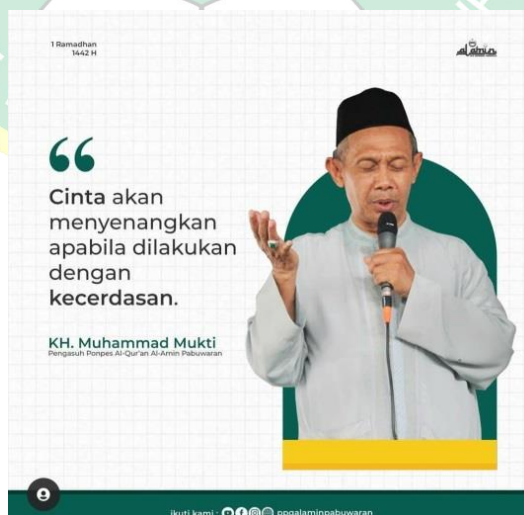 1 Ramadhan
1442 H
“
Cinta akan
menyenangkan
apabila dilakukan
dengan
kecerdasan.
KH. Muhammad Mukti
Pengasuh Ponpes Al-Qur'an Al-Amin Pabuwaran
ikuti kami : ppqalaminpabuwaran